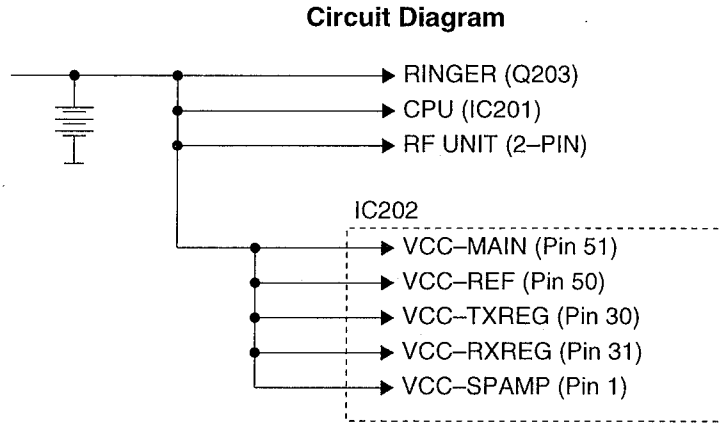 Circuit Diagram
RINGER (Q203)
CPU (IC201)
RF UNIT (2–PIN)
IC202
VCC–MAIN (Pin 51)
VCC–REF (Pin 50)
VCC–TXREG (Pin 30)
VCC–RXREG (Pin 31)
VCC–SPAMP (Pin 1)